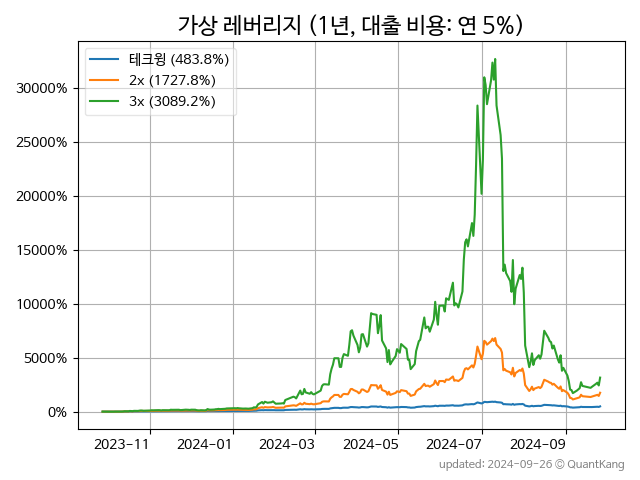 가상 레버리지 (1년, 대출 비용: 연 5%)
테크윙 (483.8%)
2x (1727.8%)
3x (3089.2%)
30000%
25000%
20000%
15000%
10000%
5000%
0%
2023-11 2024-01 2024-03 2024-05 2024-07 2024-09
updated: 2024-09-26 © QuantKang